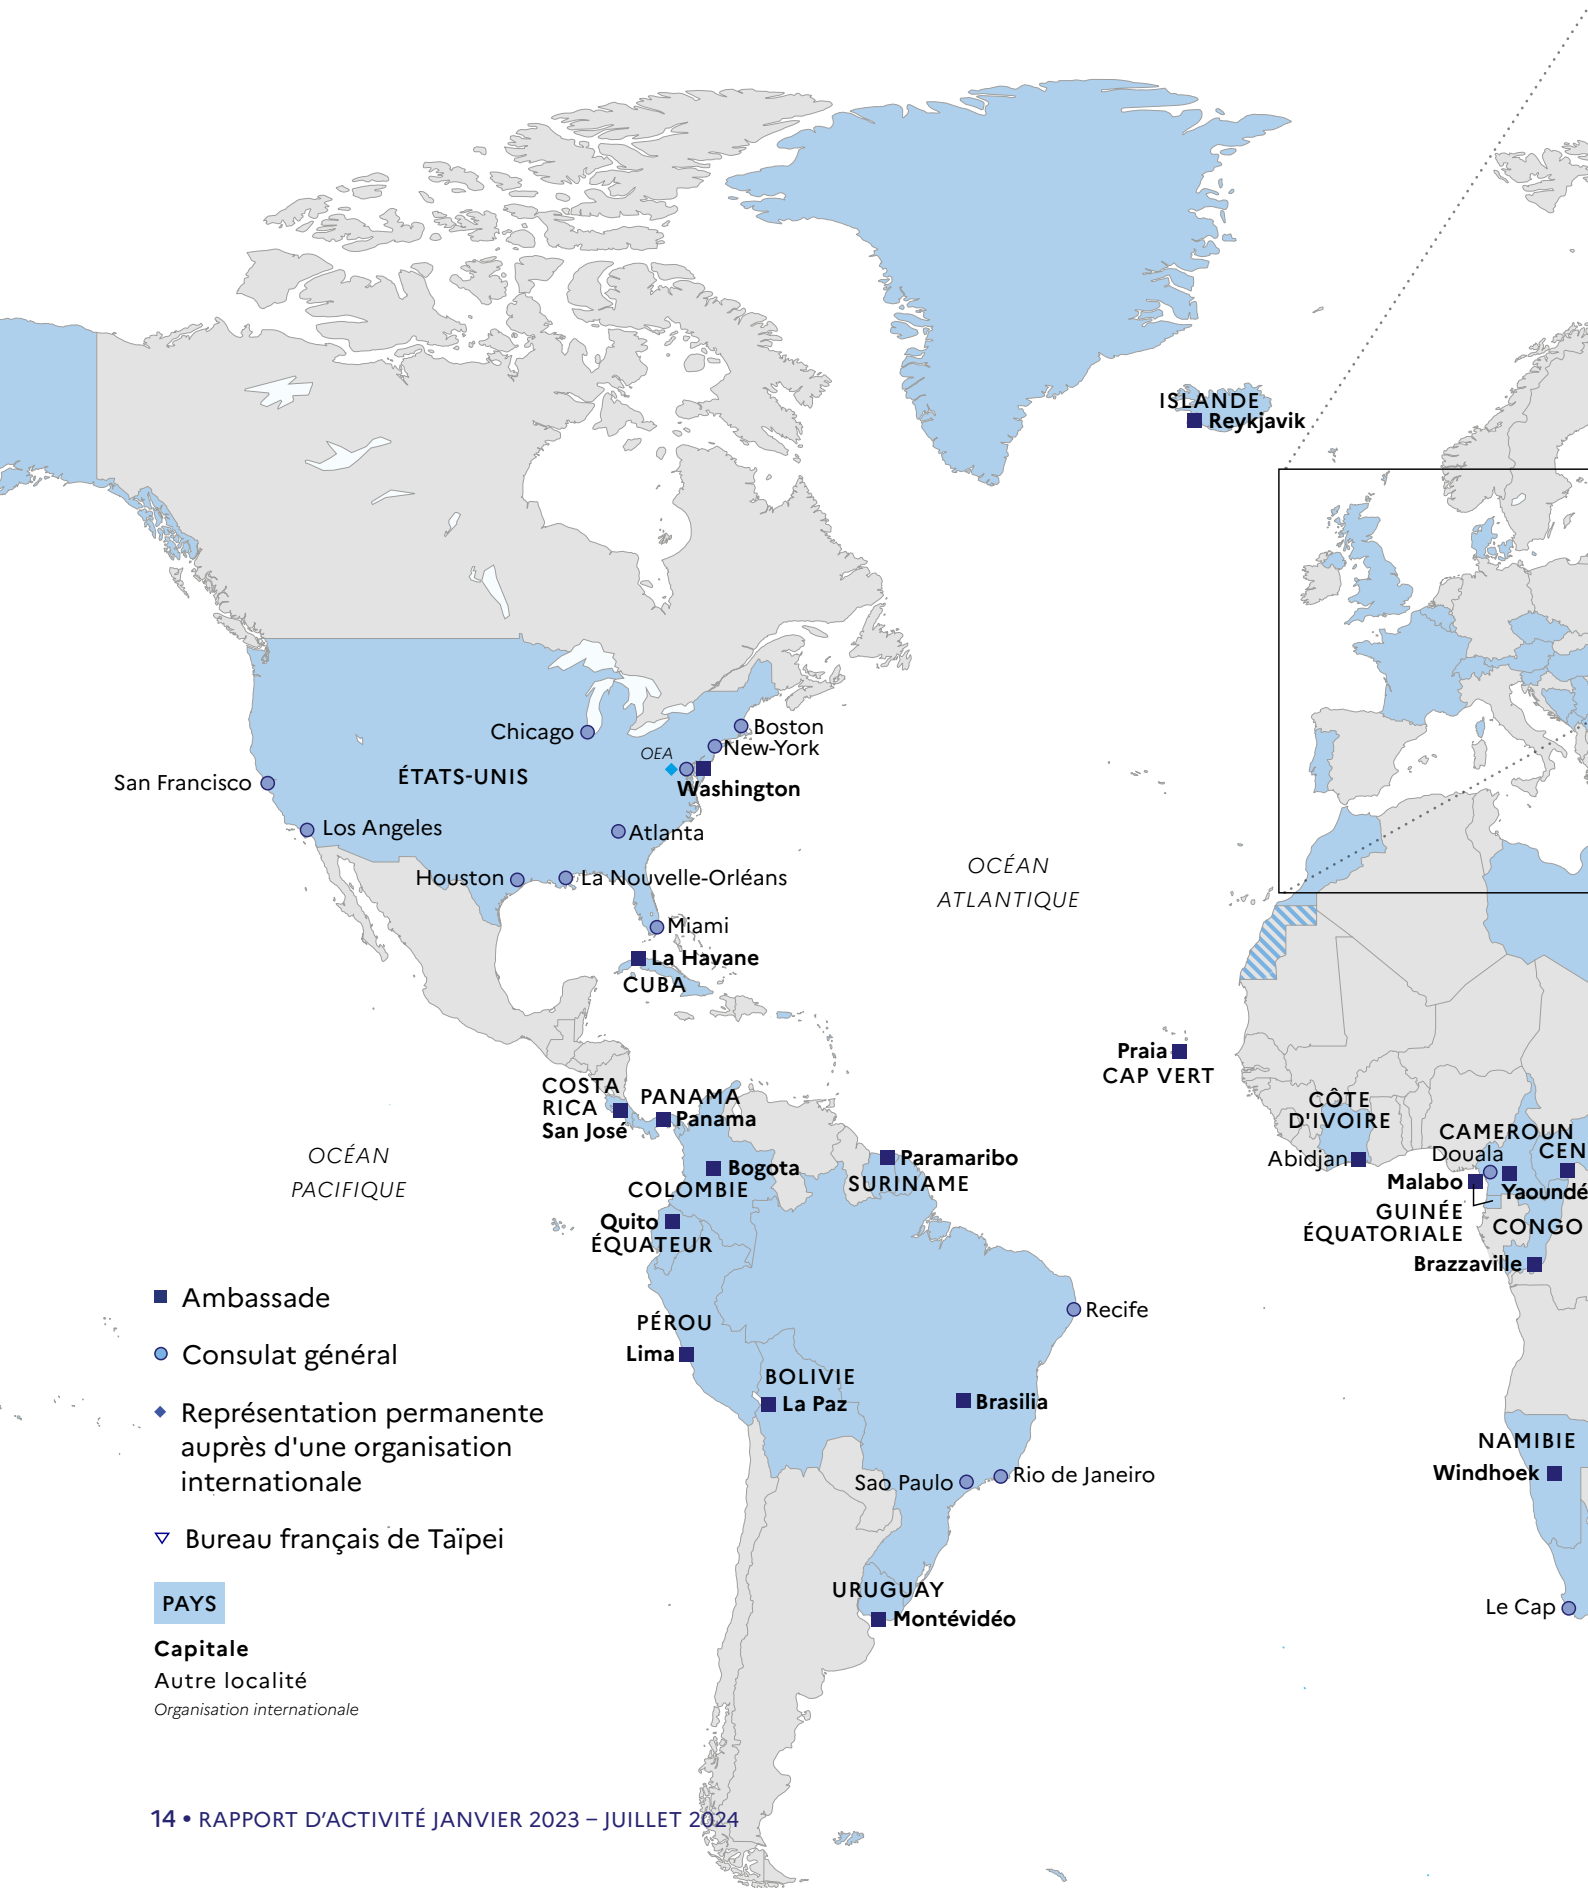 ISLANDE
Reykjavik
Chicago
Boston
New-York
OEA
ÉTATS-UNIS
San Francisco
Washington
Los Angeles
Atlanta
Houston
La Nouvelle-Orléans
Miami
La Havane
CUBA
OCÉAN
ATLANTIQUE
Praia
CAP VERT
COSTA
RICA
San José
PANAMA
Panama
CÔTE
D'IVOIRE
Abidjan
CAMEROUN
Douala
CEN
Malabo
Yaoundé
GUINÉE
ÉQUATORIALE
CONGO
Brazzaville
OCÉAN
PACIFIQUE
Bogota
COLOMBIE
Paramaribo
SURINAME
Quito
ÉQUATEUR
Recife
PÉROU
Lima
BOLIVIE
La Paz
Brasilia
Sao Paulo
Rio de Janeiro
NAMIBIE
Windhoek
URUGUAY
Montévidéo
Le Cap
Ambassade
Consulat général
Représentation permanente
auprès d'une organisation
internationale
Bureau français de Taïpei
PAYS
Capitale
Autre localité
Organisation internationale
14 • RAPPORT D'ACTIVITÉ JANVIER 2023 – JUILLET 2024